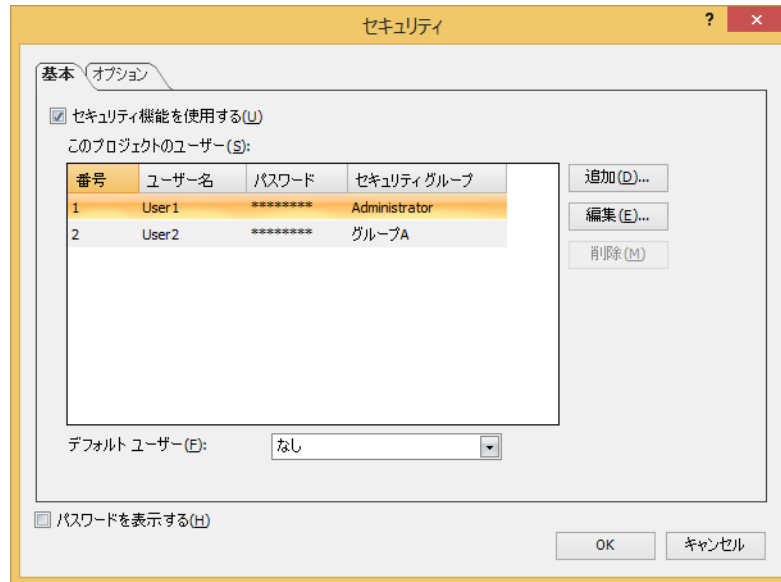 セキュリティ
?
×
基本 オプション
セキュリティ機能を使用する(U)
このプロジェクトのユーザー(S):
番号 ユーザー名 パスワード セキュリティ グループ
1 User1 ******** Administrator
2 User2 ******** グループA
追加(D)...
編集(E)...
削除(M)
デフォルト ユーザー(F): なし
パスワードを表示する(H)
OK キャンセル